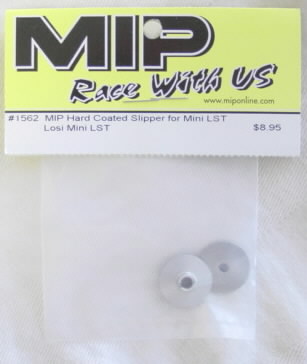 MIP
Race With US
www.miponline.com
#1562 MIP Hard Coated Slipper for Mini LST
Losi Mini LST $8.95